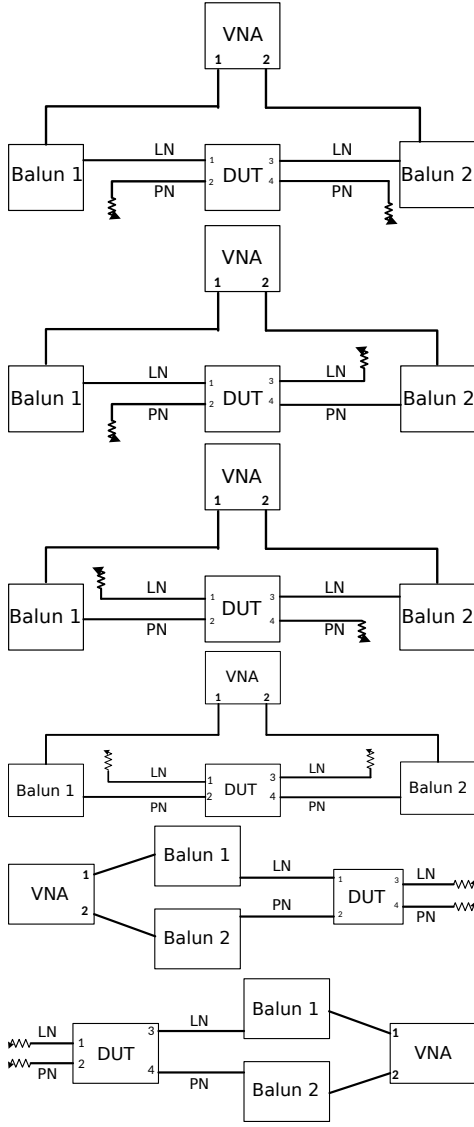 VNA
1 2
LN LN
Balun 1 1 DUT 3 Balun 2
2 4
PN PN
VNA
1 2
LN LN
Balun 1 1 DUT 3 Balun 2
2 4
PN PN
VNA
1 2
LN LN
Balun 1 1 DUT 3 Balun 2
2 4
PN PN
VNA
1 2
LN LN
Balun 1 1 DUT 3 Balun 2
2 4
PN PN
Balun 1
VNA 1 LN 1 DUT 3 LN
2 PN 2 4 PN
Balun 2
Balun 1
LN 1 DUT 3 LN 1 VNA
PN 2 4 PN 2
Balun 2